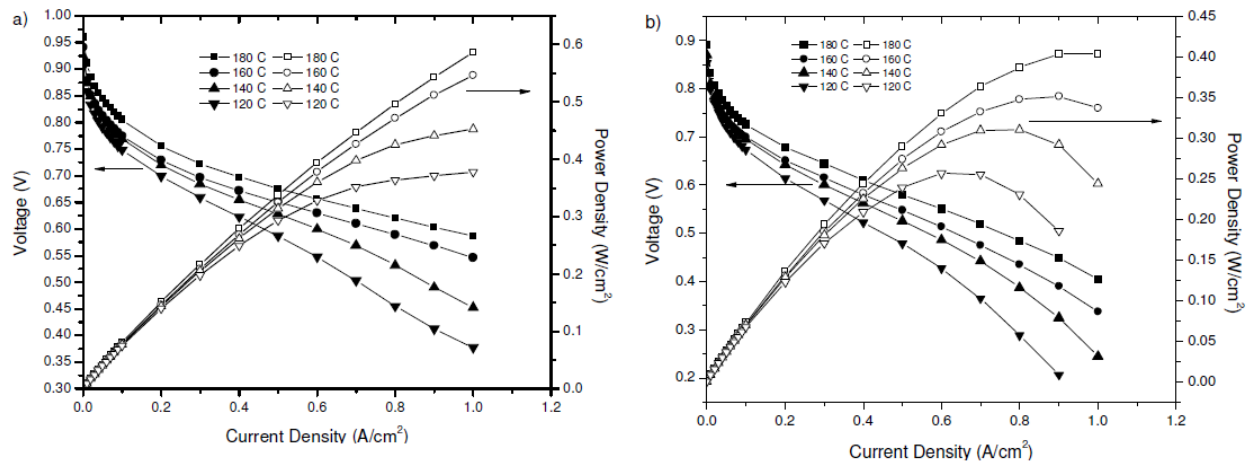 a)
1.00
0.95
0.90
0.85
0.80
0.75
0.70
0.65
0.60
0.55
0.50
0.45
0.40
0.35
0.30
Voltage (V)
180 C 180 C
160 C 160 C
140 C 140 C
120 C 120 C
0.6
0.5
0.4
0.3
0.2
0.1
0.0
Power Density (W/cm²)
0.0 0.2 0.4 0.6 0.8 1.0 1.2
Current Density (A/cm²)
b)
0.9
0.8
0.7
0.6
0.5
0.4
0.3
0.2
Voltage (V)
180 C 180 C
160 C 160 C
140 C 140 C
120 C 120 C
0.45
0.40
0.35
0.30
0.25
0.20
0.15
0.10
0.05
0.00
Power Density (W/cm²)
0.0 0.2 0.4 0.6 0.8 1.0 1.2
Current Density (A/cm²)